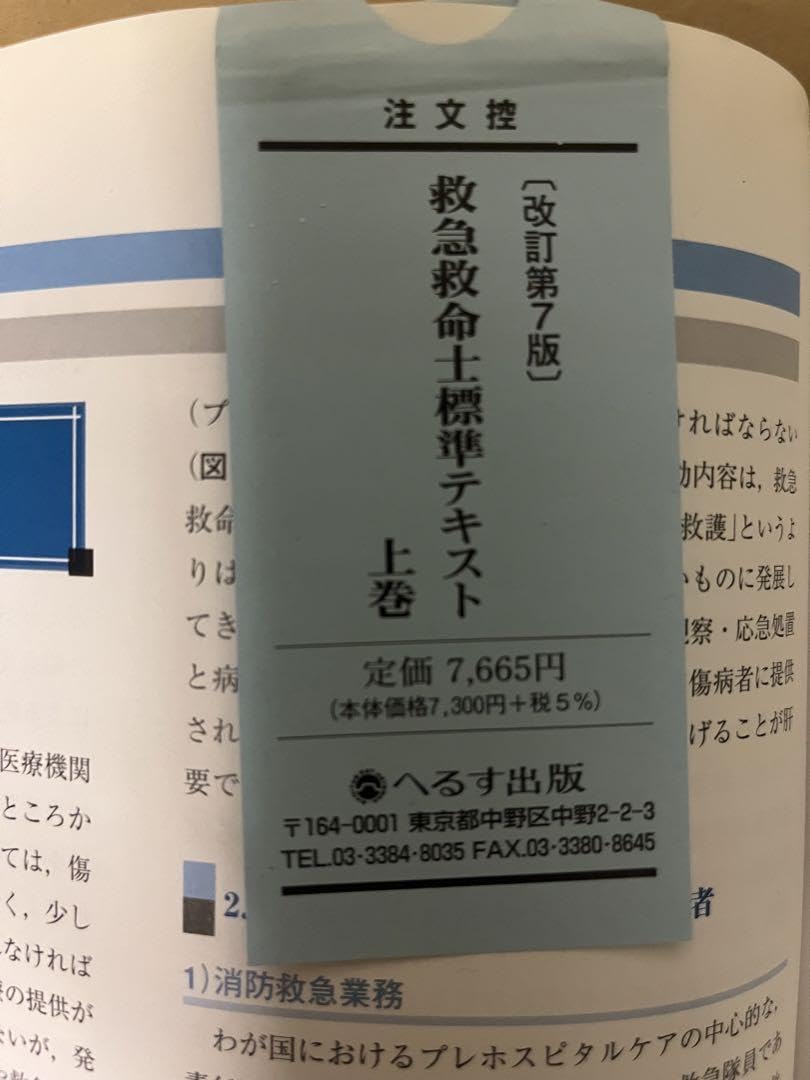 注文控
〔改訂第7版〕
救急救命士標準テキスト
上巻
定価 7,665円
(本体価格7,300円+税5%)
へるす出版
〒164-0001 東京都中野区中野2-2-3
TEL.03-3384-8035 FAX.03-3380-8645
医療機関
ところか
ては，傷
く，少し
なければ
の提供が
ないが，発
(プ
(図
救命
りは
てき
と病
され
要で
ければならない
内容は，救急
救護」というよ
ものに発展し
観察・応急処置
傷病者に提供
げることが肝
2.
者
1)消防救急業務
わが国におけるプレホスピタルケアの中心的な，
救急隊員であ